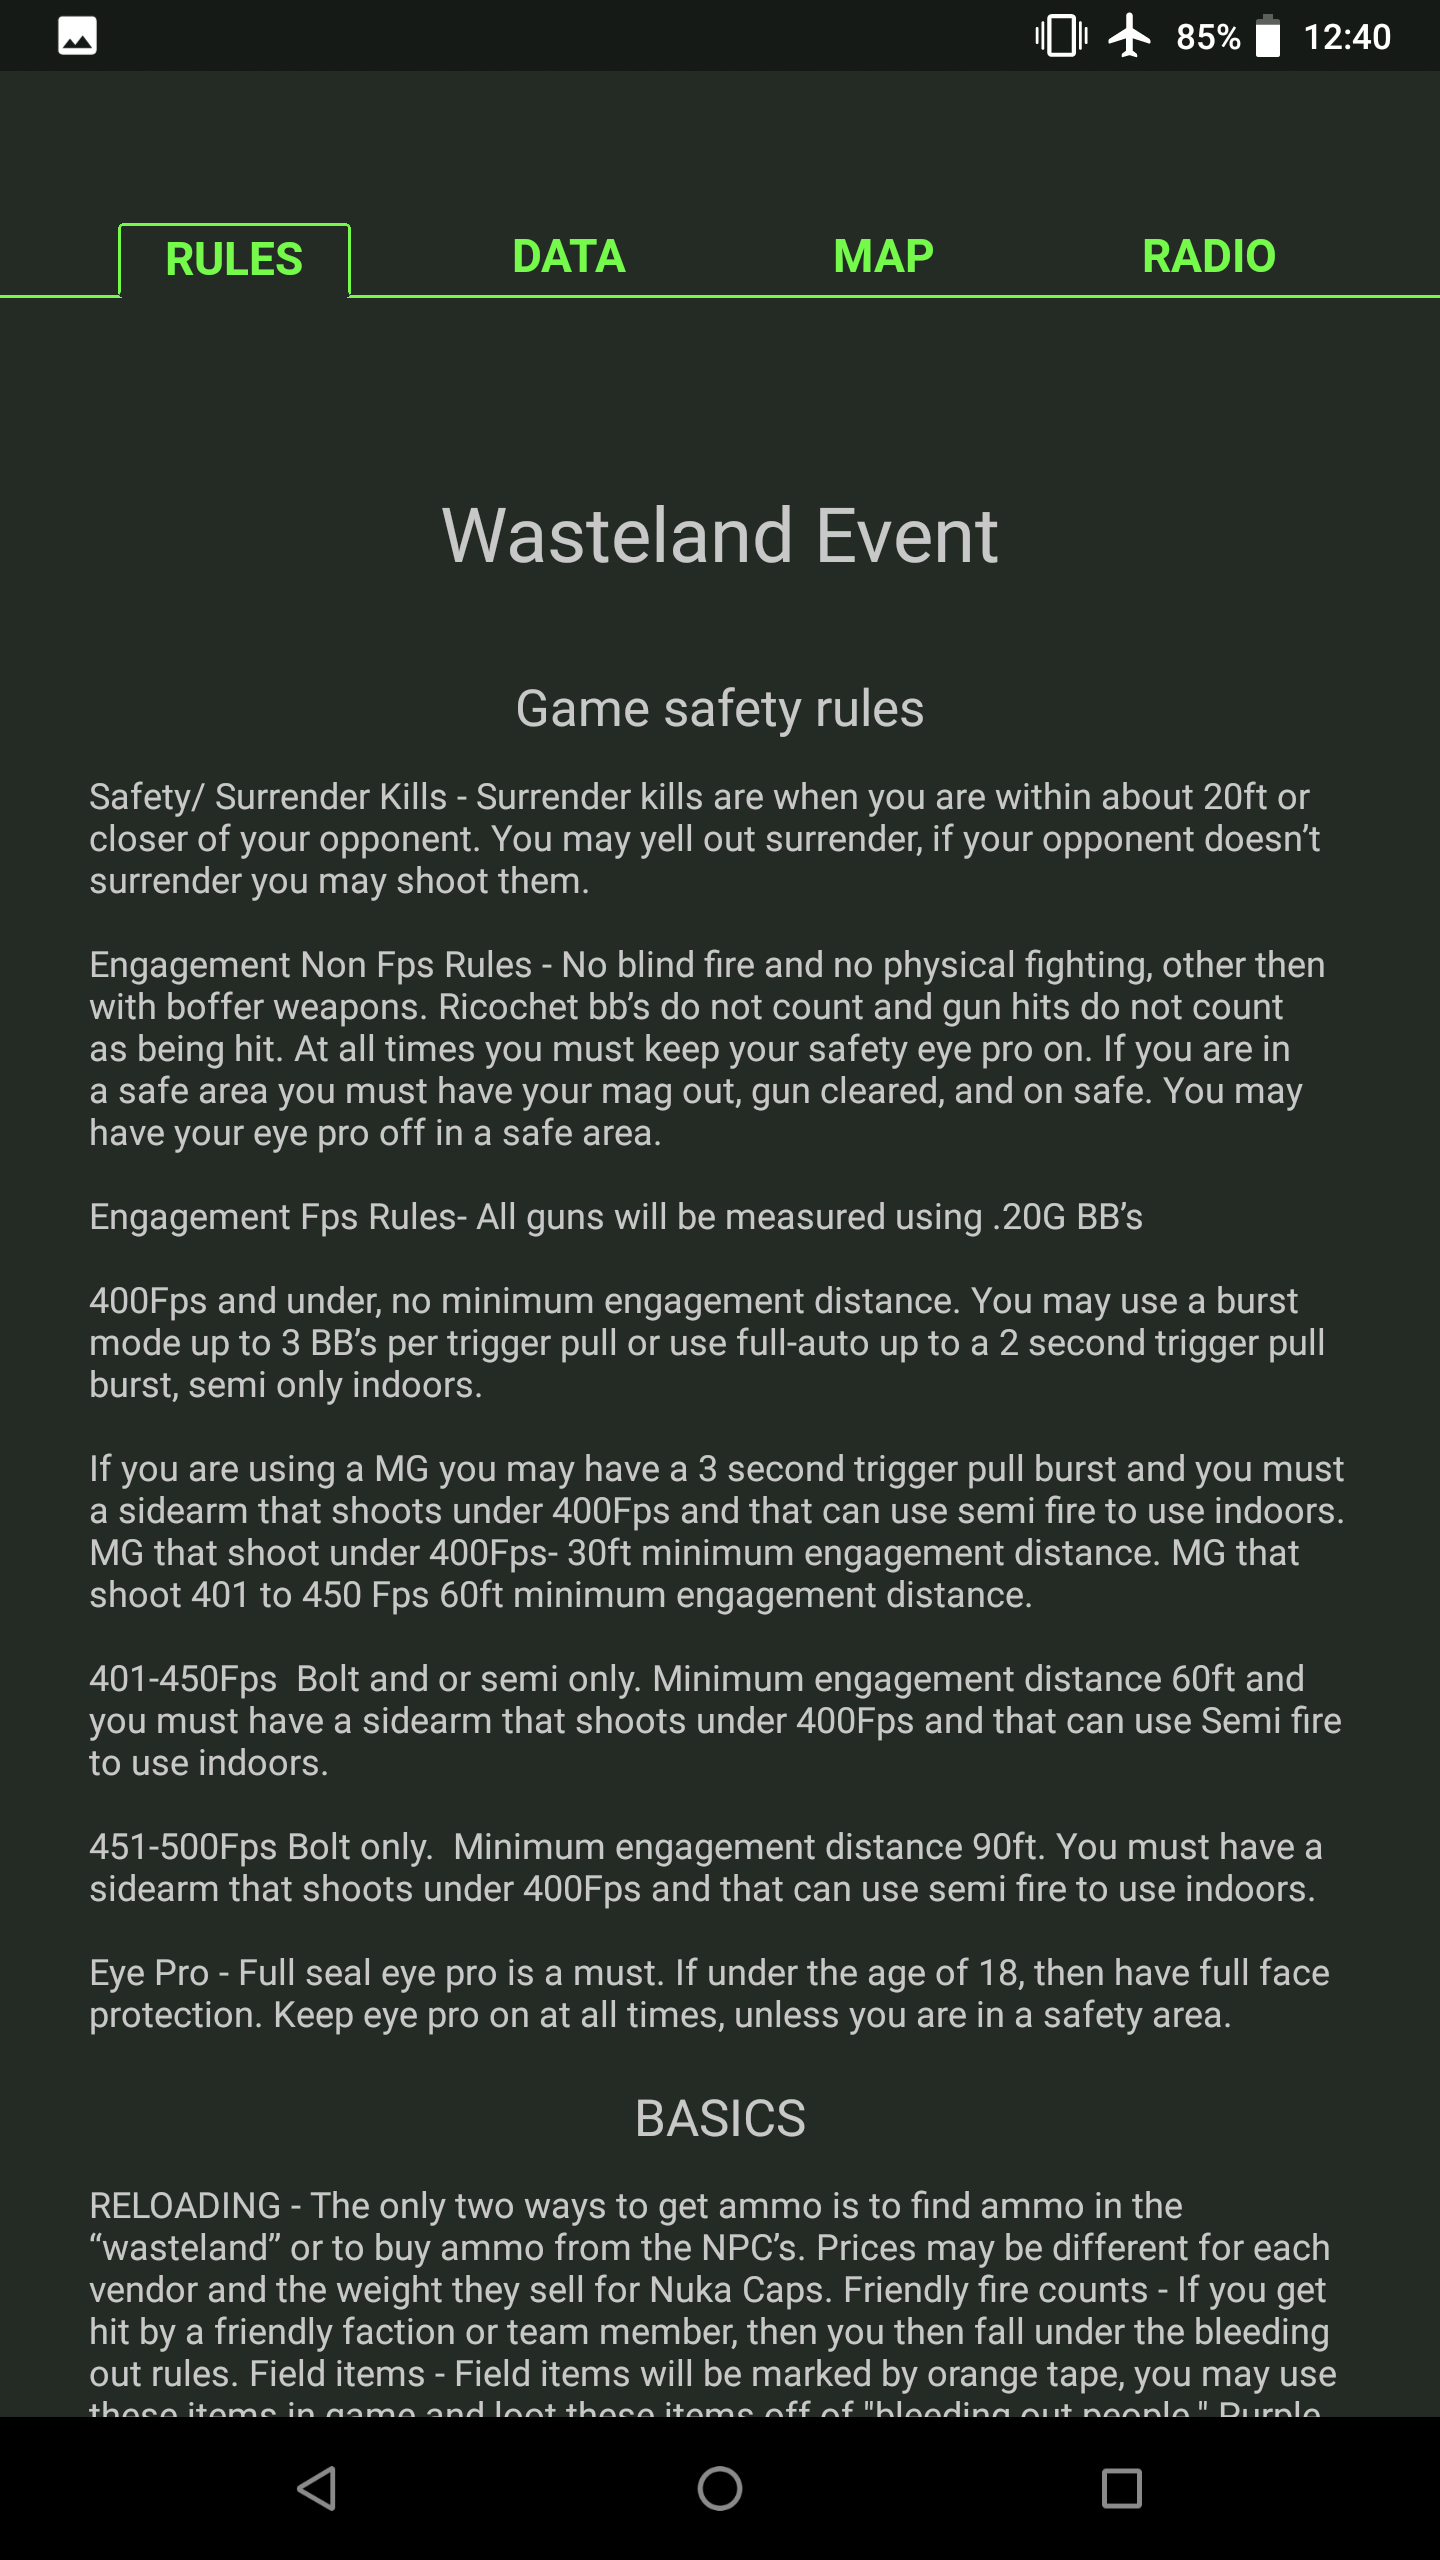 85% 12:40
RULES DATA MAP RADIO
Wasteland Event
Game safety rules
Safety/ Surrender Kills - Surrender kills are when you are within about 20ft or
closer of your opponent. You may yell out surrender, if your opponent doesn’t
surrender you may shoot them.
Engagement Non Fps Rules - No blind fire and no physical fighting, other then
with boffer weapons. Ricochet bb’s do not count and gun hits do not count
as being hit. At all times you must keep your safety eye pro on. If you are in
a safe area you must have your mag out, gun cleared, and on safe. You may
have your eye pro off in a safe area.
Engagement Fps Rules- All guns will be measured using .20G BB’s
400Fps and under, no minimum engagement distance. You may use a burst
mode up to 3 BB’s per trigger pull or use full-auto up to a 2 second trigger pull
burst, semi only indoors.
If you are using a MG you may have a 3 second trigger pull burst and you must
a sidearm that shoots under 400Fps and that can use semi fire to use indoors.
MG that shoot under 400Fps- 30ft minimum engagement distance. MG that
shoot 401 to 450 Fps 60ft minimum engagement distance.
401-450Fps  Bolt and or semi only. Minimum engagement distance 60ft and
you must have a sidearm that shoots under 400Fps and that can use Semi fire
to use indoors.
451-500Fps Bolt only.  Minimum engagement distance 90ft. You must have a
sidearm that shoots under 400Fps and that can use semi fire to use indoors.
Eye Pro - Full seal eye pro is a must. If under the age of 18, then have full face
protection. Keep eye pro on at all times, unless you are in a safety area.
BASICS
RELOADING - The only two ways to get ammo is to find ammo in the
“wasteland” or to buy ammo from the NPC’s. Prices may be different for each
vendor and the weight they sell for Nuka Caps. Friendly fire counts - If you get
hit by a friendly faction or team member, then you then fall under the bleeding
out rules. Field items - Field items will be marked by orange tape, you may use
these items in game and loot these items off of "bleeding out people." Purple